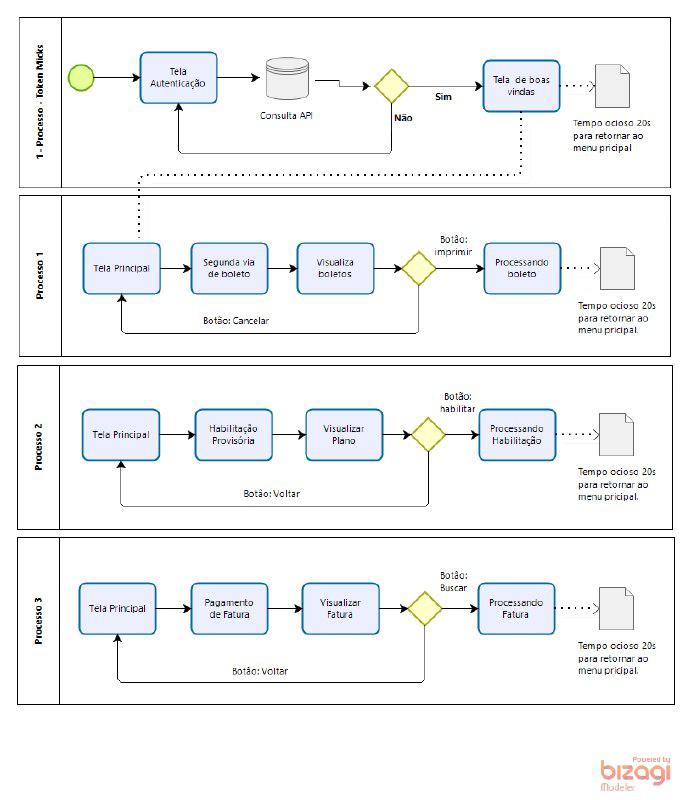 1 - Processo - Token Micks
Tela
Autenticação
Consulta API
Não
Sim
Tela de boas
vindas
Tempo ocioso 20s
para retornar ao
menu pricipal
Processo 1
Tela Principal
Segunda via
de boleto
Visualiza
boletos
Botão:
imprimir
Processando
boleto
Tempo ocioso 20s
para retornar ao
menu pricipal.
Botão: Cancelar
Processo 2
Tela Principal
Habilitação
Provisória
Visualizar
Plano
Botão:
habilitar
Processando
Habilitação
Tempo ocioso 20s
para retornar ao
menu pricipal.
Botão: Voltar
Processo 3
Tela Principal
Pagamento
de Fatura
Visualizar
Fatura
Botão:
Buscar
Processando
Fatura
Tempo ocioso 20s
para retornar ao
menu pricipal.
Botão: Voltar
Powered by
bizagi
Modeler